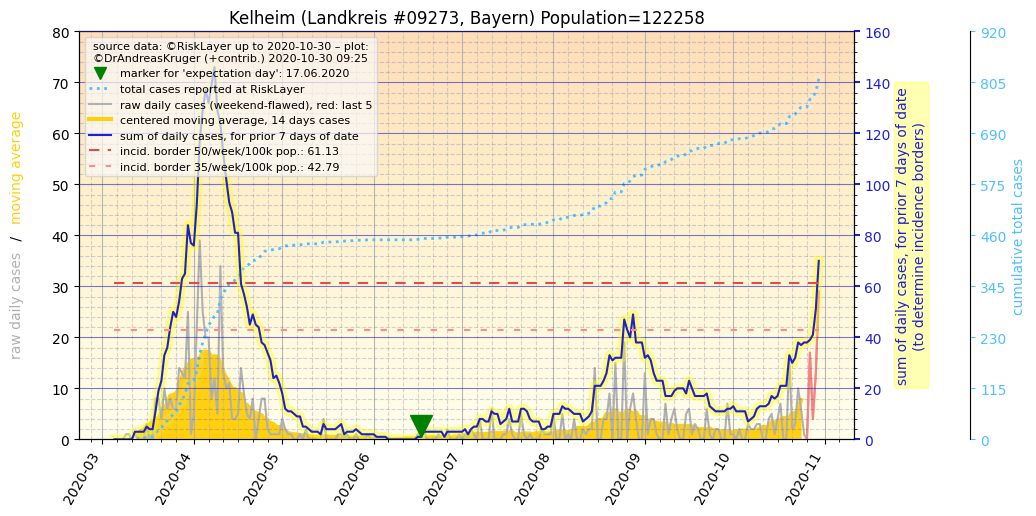 Kelheim (Landkreis #09273, Bayern) Population=122258
source data: ©RiskLayer up to 2020-10-30 – plot:
©DrAndreasKruger (+contrib.) 2020-10-30 09:25
marker for 'expectation day': 17.06.2020
total cases reported at RiskLayer
raw daily cases (weekend-flawed), red: last 5
centered moving average, 14 days cases
sum of daily cases, for prior 7 days of date
incid. border 50/week/100k pop.: 61.13
incid. border 35/week/100k pop.: 42.79
raw daily cases / moving average
80
70
60
50
40
30
20
10
0
160
140
120
100
80
60
40
20
0
sum of daily cases, for prior 7 days of date
(to determine incidence borders)
920
805
690
575
460
345
230
115
0
cumulative total cases
2020-03
2020-04
2020-05
2020-06
2020-07
2020-08
2020-09
2020-10
2020-11